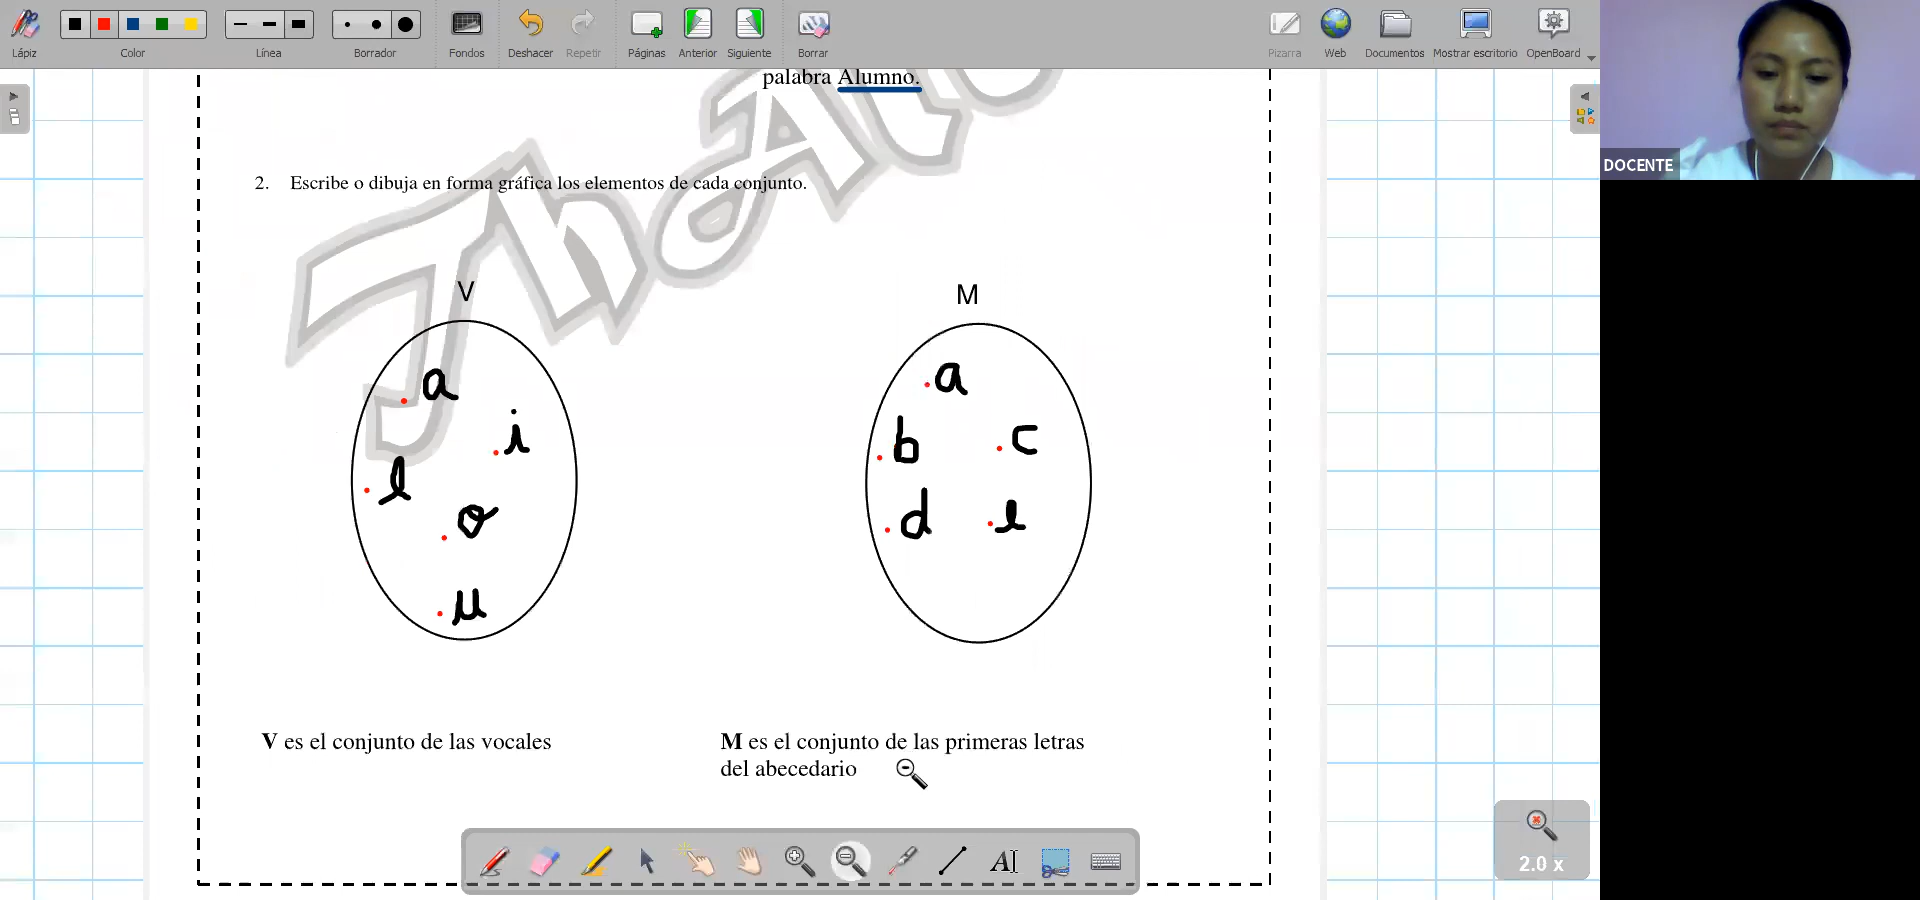 Lápiz
Color
Línea
Borrador
Fondos
Deshacer
Repetir
Páginas
Anterior
Siguiente
Borrar
Pizarra
Web
Documentos
Mostrar escritorio
OpenBoard
DOCENTE
palabra Alumno.
2. Escribe o dibuja en forma gráfica los elementos de cada conjunto.
V
a
i
e
o
u
M
a
b
c
d
e
V es el conjunto de las vocales
M es el conjunto de las primeras letras
del abecedario
AI
2.0 x